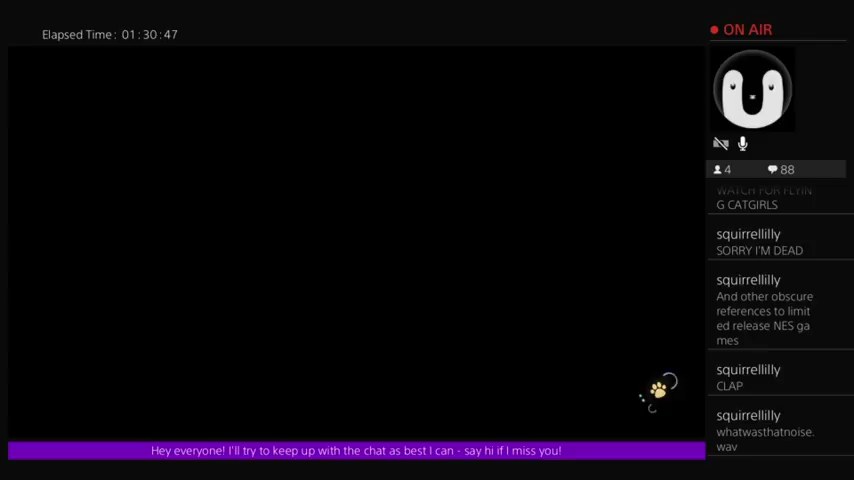 Elapsed Time: 01:30:47
ON AIR
4 88
WATCH FOR FLYIN
G CATGIRLS
squirrellilly
SORRY I'M DEAD
squirrellilly
And other obscure
references to limit
ed release NES ga
mes
squirrellilly
CLAP
squirrellilly
whatwasthatnoise.
wav
Hey everyone! I'll try to keep up with the chat as best I can - say hi if I miss you!